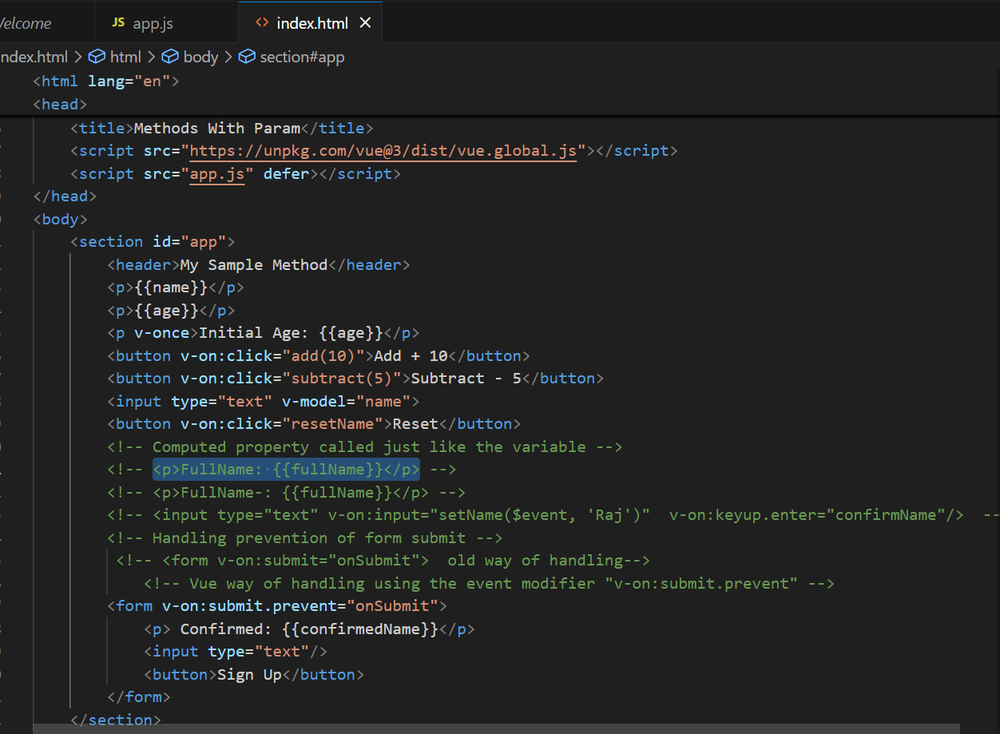 Welcome JS app.js <> index.html ×
index.html > html > body > section#app
<html lang="en">
<head>
<title>Methods With Param</title>
<script src="https://unpkg.com/vue@3/dist/vue.global.js"></script>
<script src="app.js" defer></script>
</head>
<body>
<section id="app">
<header>My Sample Method</header>
<p>{{name}}</p>
<p>{{age}}</p>
<p v-once>Initial Age: {{age}}</p>
<button v-on:click="add(10)">Add + 10</button>
<button v-on:click="subtract(5)">Subtract - 5</button>
<input type="text" v-model="name">
<button v-on:click="resetName">Reset</button>
<!-- Computed property called just like the variable -->
<!-- <p>FullName: {{fullName}}</p> -->
<!-- <p>FullName-: {{fullName}}</p> -->
<!-- <input type="text" v-on:input="setName($event, 'Raj')"  v-on:keyup.enter="confirmName"/>  --
<!-- Handling prevention of form submit -->
<!-- <form v-on:submit="onSubmit">  old way of handling-->
<!-- Vue way of handling using the event modifier "v-on:submit.prevent" -->
<form v-on:submit.prevent="onSubmit">
<p> Confirmed: {{confirmedName}}</p>
<input type="text"/>
<button>Sign Up</button>
</form>
</section>